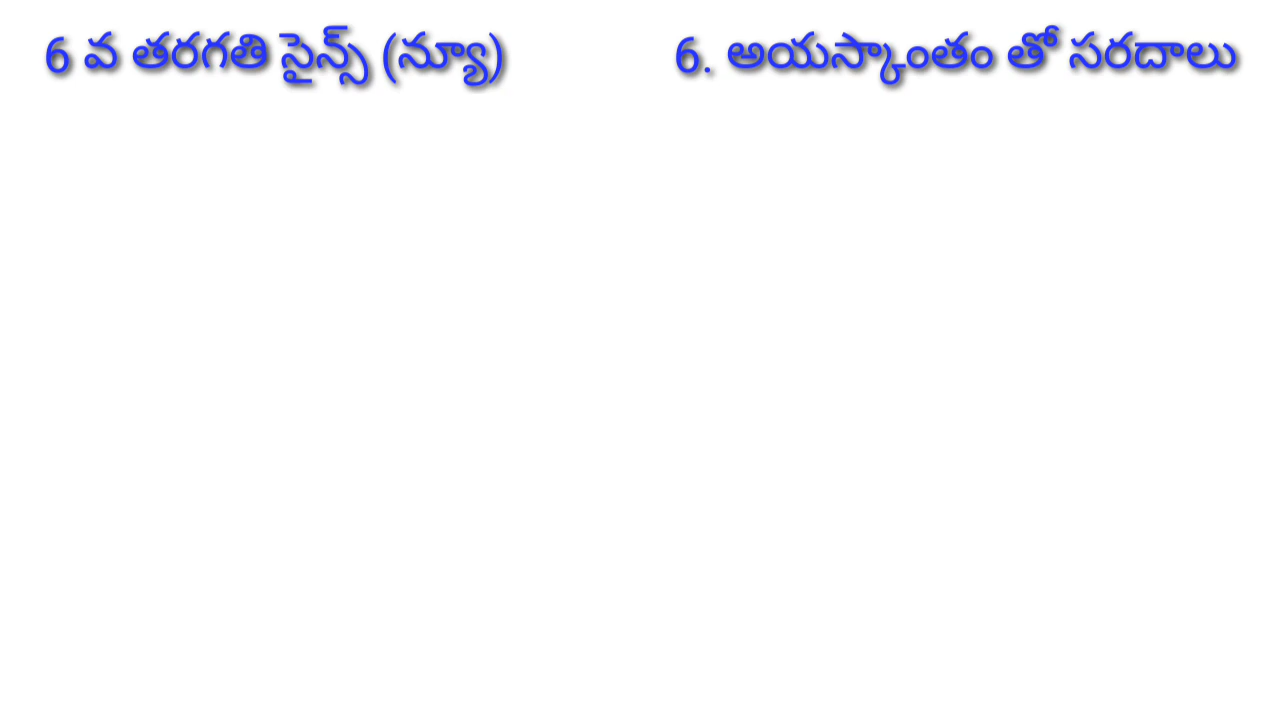 6 వ తరగతి సైన్స్ (న్యూ)
6. అయస్కాంతం తో సరదాలు